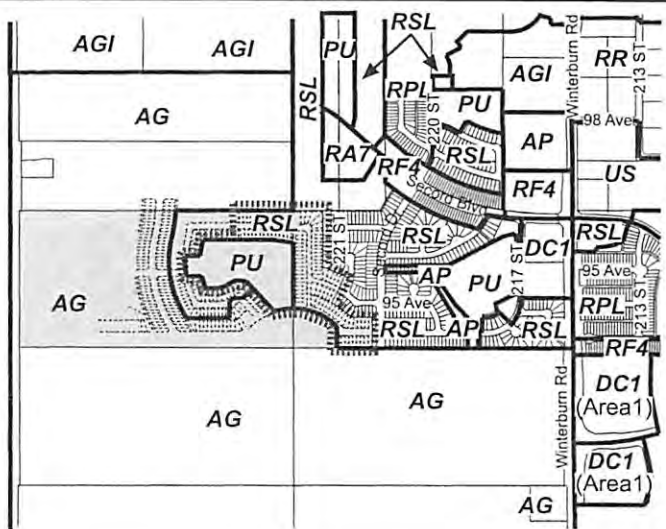 AGI
AGI
AG
RSL
PU
RSL
RPL
220 ST
PU
RSL
AGI
AP
RF4
RA7
RF4
Secord Blvd
Winterburn Rd
RR
213 ST
98 Ave
US
RSL
PU
AG
221 ST
RSL
AP
95 Ave
RSL
AP
PU
217 ST
DC1
RSL
RSL
95 Ave
RPL
213 ST
RF4
AG
AG
Winterburn Rd
DC1
(Area1)
DC1
(Area1)
AG